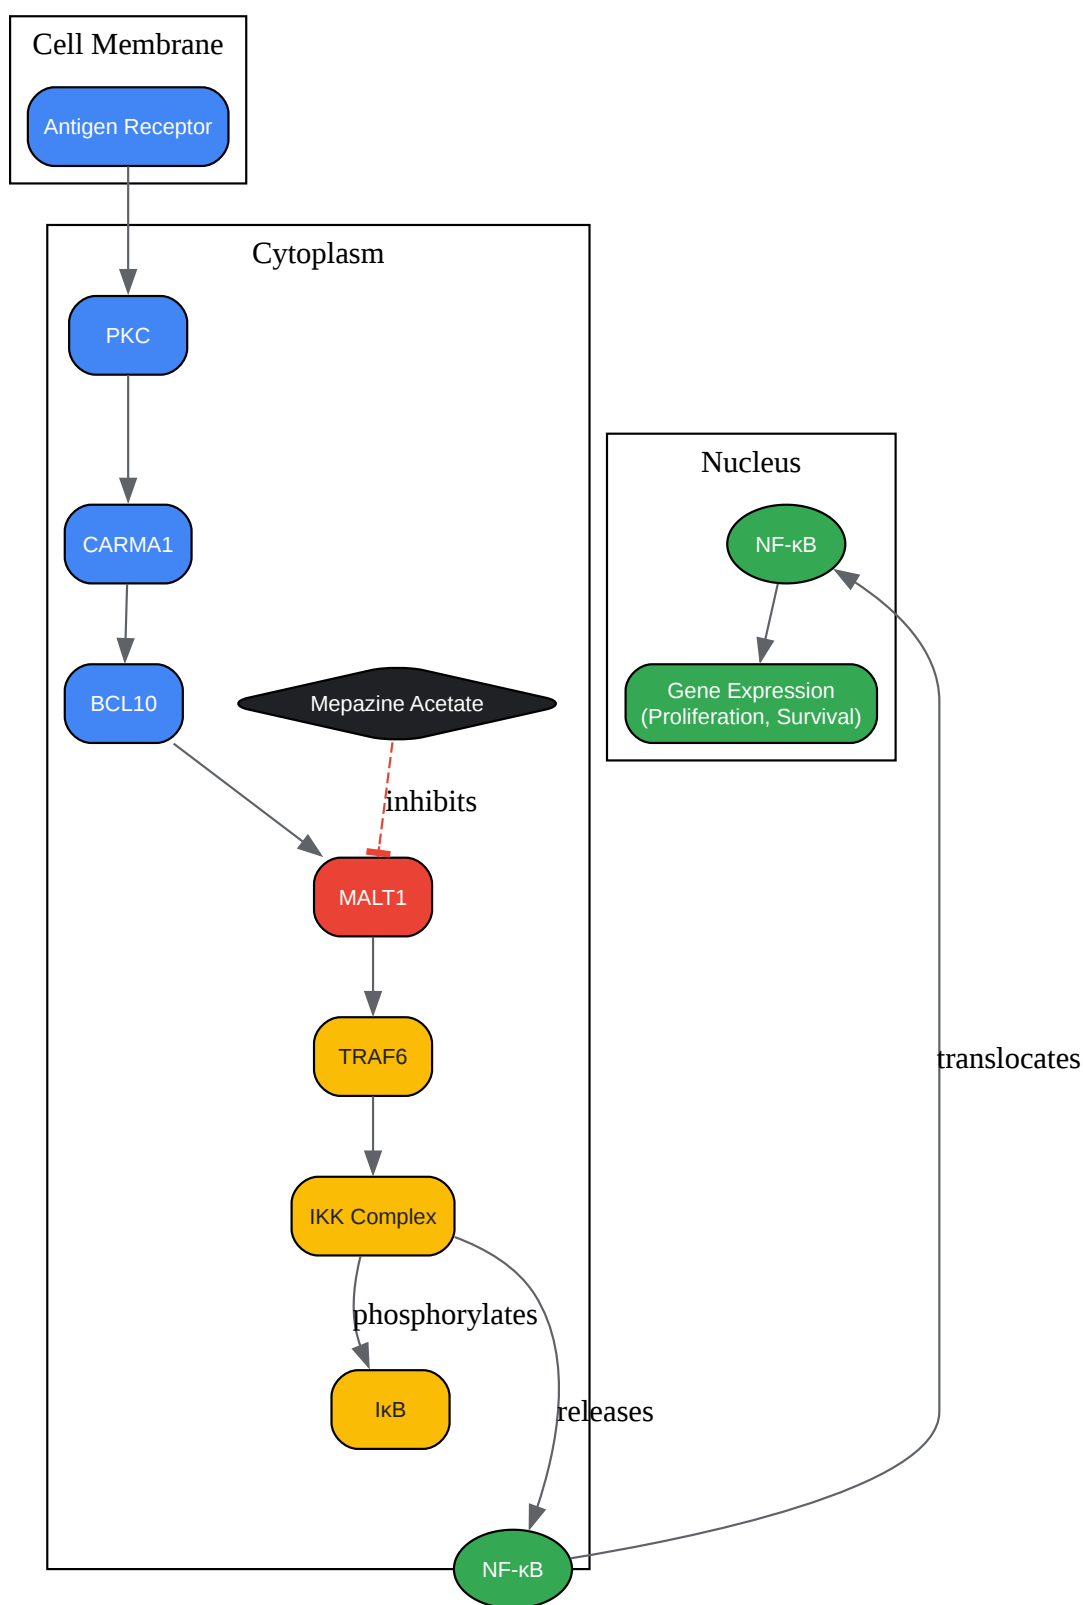 Cell Membrane
Antigen Receptor
Cytoplasm
PKC
CARMA1
BCL10
Mepazine Acetate
inhibits
MALT1
TRAF6
IKK Complex
phosphorylates
IκB
releases
NF-κB
translocates
Nucleus
NF-κB
Gene Expression
(Proliferation, Survival)